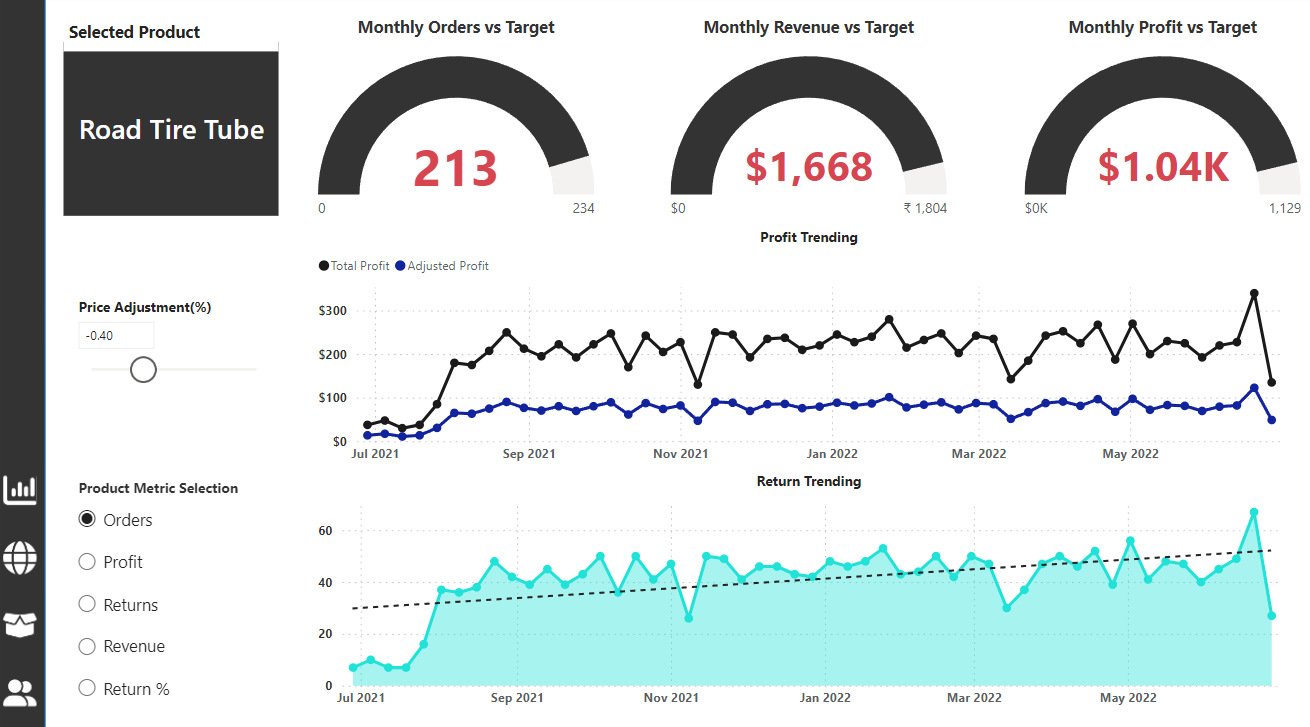 Selected Product
Road Tire Tube
Monthly Orders vs Target
213
0
234
Monthly Revenue vs Target
$1,668
$0
₹ 1,804
Monthly Profit vs Target
$1.04K
$0K
1,129
Price Adjustment(%)
-0.40
Profit Trending
Total Profit
Adjusted Profit
$300
$200
$100
$0
Jul 2021
Sep 2021
Nov 2021
Jan 2022
Mar 2022
May 2022
Product Metric Selection
Orders
Profit
Returns
Revenue
Return %
Return Trending
60
40
20
0
Jul 2021
Sep 2021
Nov 2021
Jan 2022
Mar 2022
May 2022